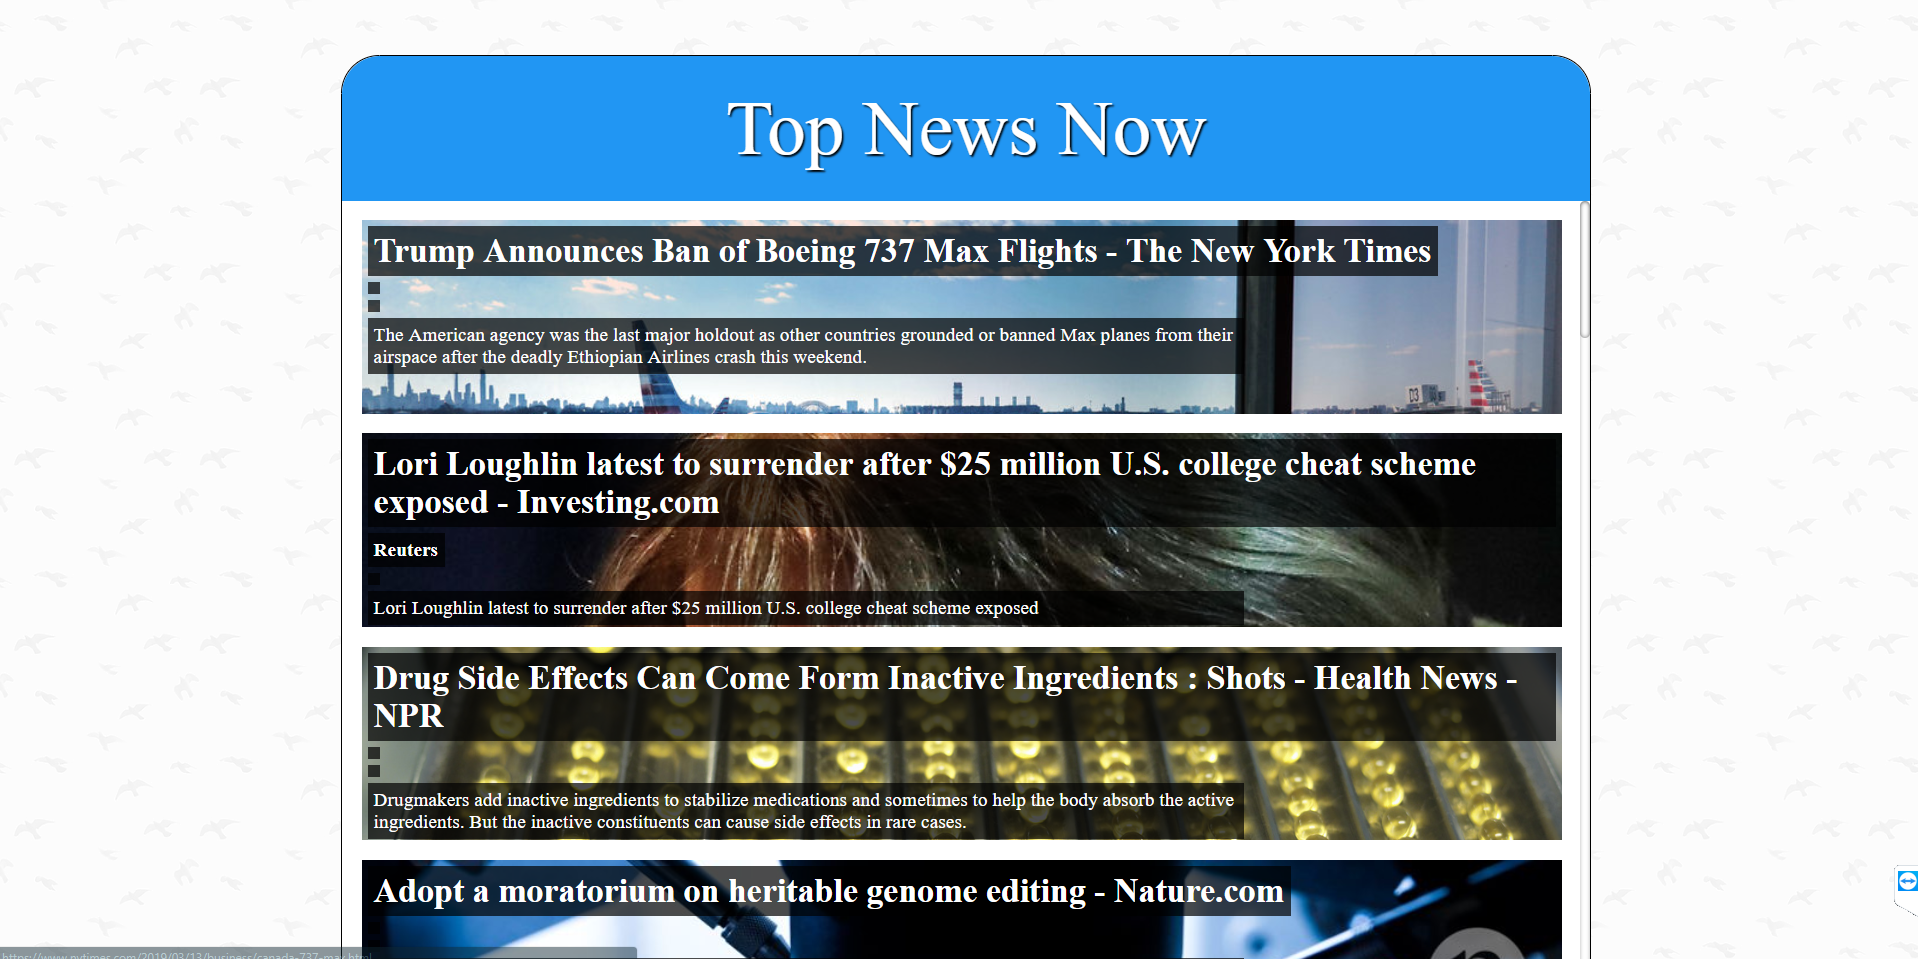 Top News Now
Trump Announces Ban of Boeing 737 Max Flights - The New York Times
The American agency was the last major holdout as other countries grounded or banned Max planes from their
airspace after the deadly Ethiopian Airlines crash this weekend.
D3
Lori Loughlin latest to surrender after $25 million U.S. college cheat scheme
exposed - Investing.com
Reuters
Lori Loughlin latest to surrender after $25 million U.S. college cheat scheme exposed
Drug Side Effects Can Come Form Inactive Ingredients : Shots - Health News -
NPR
Drugmakers add inactive ingredients to stabilize medications and sometimes to help the body absorb the active
ingredients. But the inactive constituents can cause side effects in rare cases.
Adopt a moratorium on heritable genome editing - Nature.com
https://www.nytimes.com/2019/03/13/business/canada-737-max.html